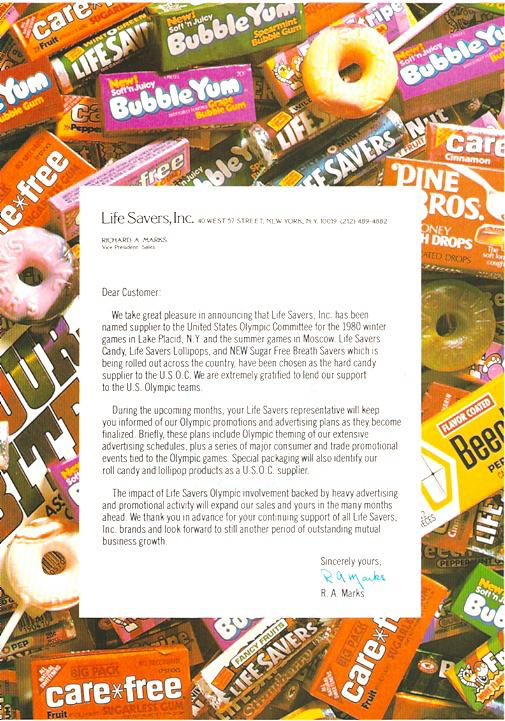 care*free
Fruit
SUGARLESS GUM
WINT-O-GREEN
LIFE SAV
New!
Soft 'n Juicy
Bubble Yum
Spearmint
Bubble Gum
Yum
Bubble Gum
New!
Soft 'n Juicy
Bubble Yum
Grape
Bubble Gum
New!
Soft 'n Juicy
Bubble Yum
LIFE SAVERS
care
Cinnamon
PINE
BROS.
HONEY
H DROPS
e*free
free
Life Savers, Inc. 40 WEST 57 STREET, NEW YORK, N.Y. 10019 (212) 489-4882
RICHARD A. MARKS
Vice President Sales
Dear Customer:
We take great pleasure in announcing that Life Savers, Inc. has been
named supplier to the United States Olympic Committee for the 1980 winter
games in Lake Placid, N.Y. and the summer games in Moscow. Life Savers
Candy, Life Savers Lollipops, and NEW Sugar Free Breath Savers which is
being rolled out across the country, have been chosen as the hard candy
supplier to the U.S.O.C. We are extremely gratified to lend our support
to the U.S. Olympic teams.
During the upcoming months, your Life Savers representative will keep
you informed of our Olympic promotions and advertising plans as they become
finalized. Briefly, these plans include Olympic theming of our extensive
advertising schedules, plus a series of major consumer and trade promotional
events tied to the Olympic games. Special packaging will also identify our
roll candy and lollipop products as a U.S.O.C. supplier.
The impact of Life Savers Olympic involvement backed by heavy advertising
and promotional activity will expand our sales and yours in the many months
ahead. We thank you in advance for your continuing support of all Life Savers,
Inc. brands and look forward to still another period of outstanding mutual
business growth.
Sincerely yours,
R A Marks
R. A. Marks
FLAVOR COATED
Beec
PEP
LIFE
New!
Soft 'n J
Bub
BIG PACK
care*free
Fruit
SUGARLESS GUM
FANCY FRUITS
LIFE SAVERS
care*f
Fruit